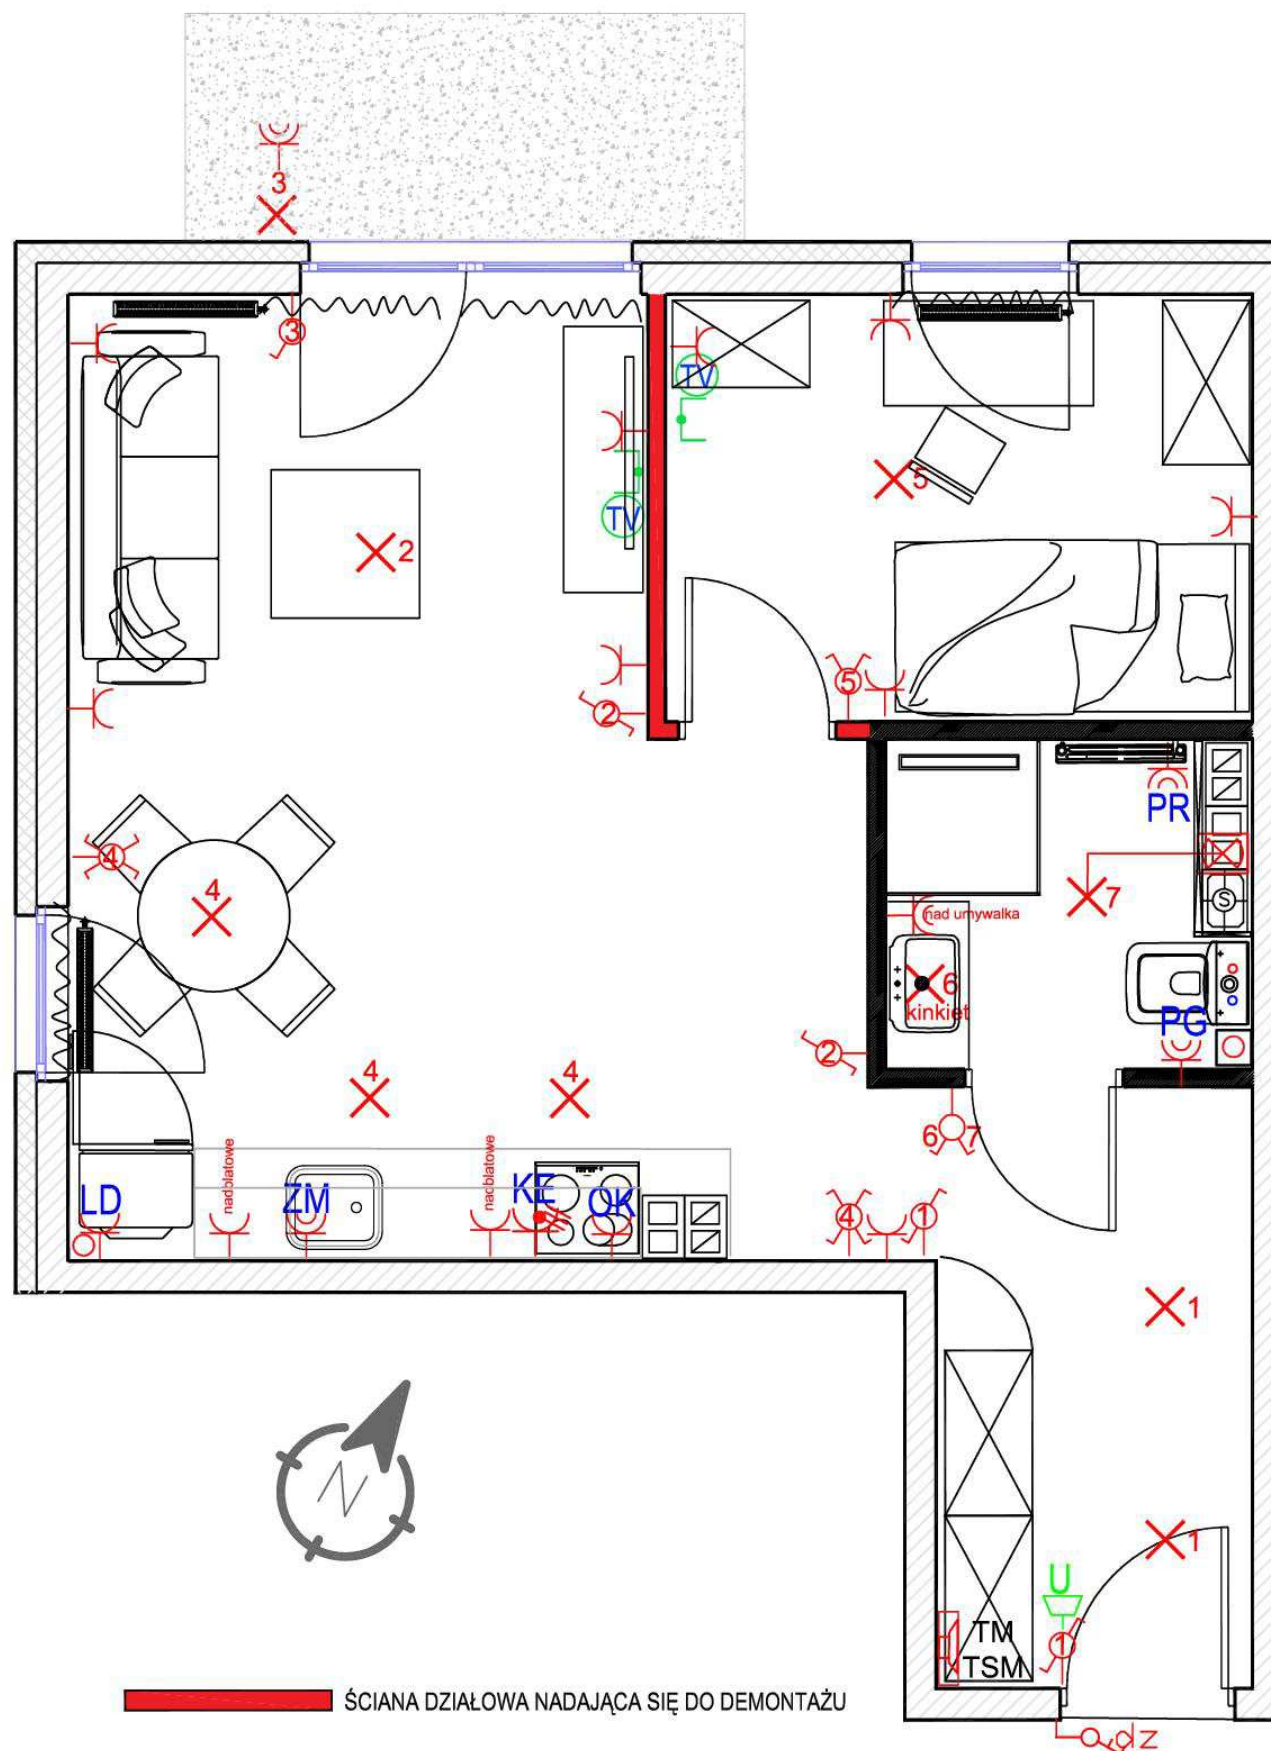 3
3
TV
5
2
TV
5
2
PR
4
4
7
S
nad umywalka
6
kinkiet
PG
2
4
4
6 7
nadblatowe
nadblatowe
LD
ZM
KE
OK
4
1
1
N
1
U
TM
1
TSM
ŚCIANA DZIAŁOWA NADAJĄCA SIĘ DO DEMONTAŻU
dz